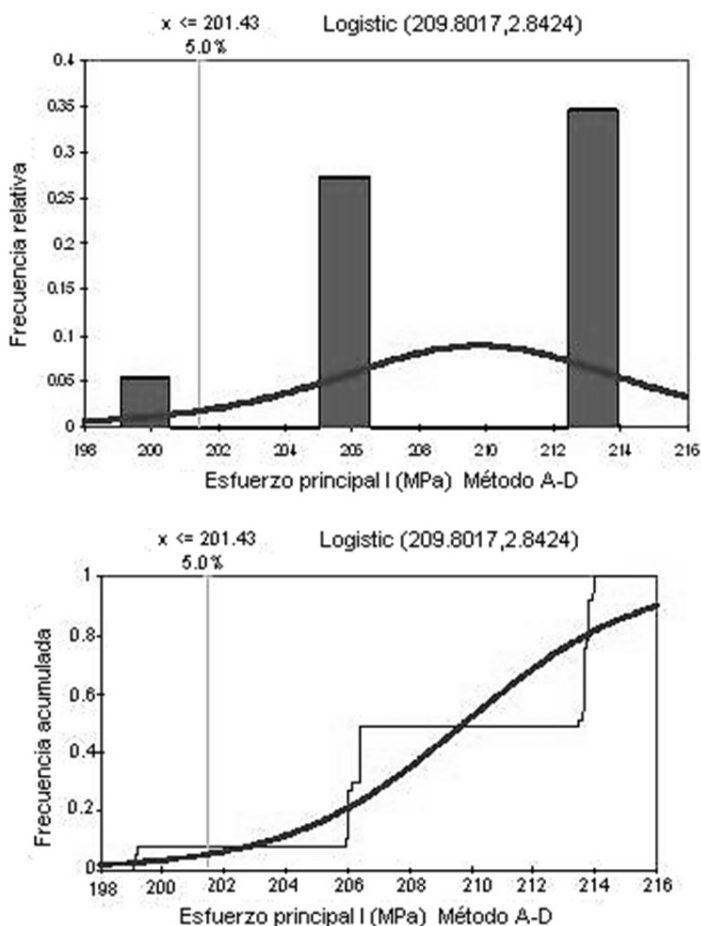 x <= 201.43 Logistic (209.8017,2.8424)
5.0%
Frecuencia relativa
0.4
0.35
0.3
0.25
0.2
0.15
0.1
0.05
0
198 200 202 204 206 208 210 212 214 216
Esfuerzo principal I (MPa) Método A-D
x <= 201.43 Logistic (209.8017,2.8424)
5.0%
Frecuencia acumulada
1
0.8
0.6
0.4
0.2
0
198 200 202 204 206 208 210 212 214 216
Esfuerzo principal I (MPa) Método A-D